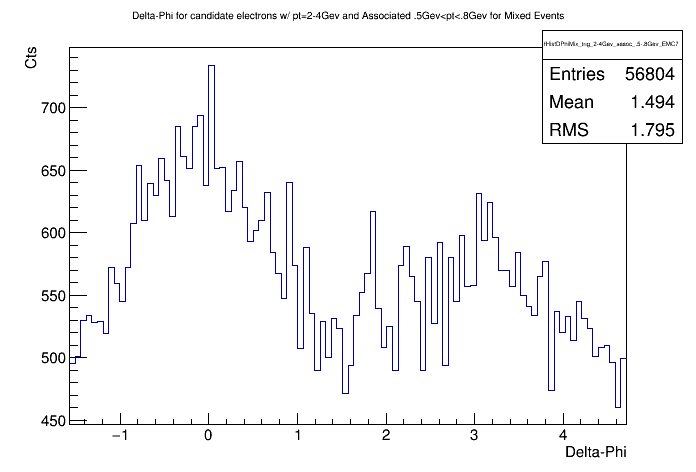 Delta-Phi for candidate electrons w/ pt=2-4Gev and Associated .5Gev<pt<.8Gev for Mixed Events
fHistDPhiMix_trig_2-4Gev_assoc_.5-.8Gev_EMC7
Entries 56804
Mean 1.494
RMS 1.795
Cts
700
650
600
550
500
450
−1 0 1 2 3 4
Delta-Phi